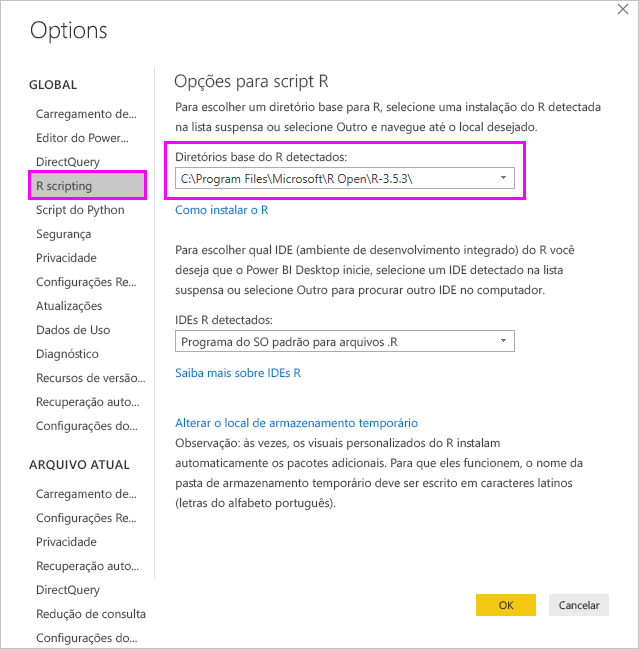 Options
GLOBAL
Carregamento de...
Editor do Power...
DirectQuery
R scripting
Script do Python
Segurança
Privacidade
Configurações Re...
Atualizações
Dados de Uso
Diagnóstico
Recursos de versão...
Recuperação auto...
Configurações do...
ARQUIVO ATUAL
Carregamento de...
Configurações Re...
Privacidade
Recuperação auto...
DirectQuery
Redução de consulta
Configurações do...
Opções para script R
Para escolher um diretório base para R, selecione uma instalação do R detectada
na lista suspensa ou selecione Outro e navegue até o local desejado.
Diretórios base do R detectados:
C:\Program Files\Microsoft\R Open\R-3.5.3\
Como instalar o R
Para escolher qual IDE (ambiente de desenvolvimento integrado) do R você
deseja que o Power BI Desktop inicie, selecione um IDE detectado na lista
suspensa ou selecione Outro para procurar outro IDE no computador.
IDEs R detectados:
Programa do SO padrão para arquivos .R
Saiba mais sobre IDEs R
Alterar o local de armazenamento temporário
Observação: às vezes, os visuais personalizados do R instalam
automaticamente os pacotes adicionais. Para que eles funcionem, o nome da
pasta de armazenamento temporário deve ser escrito em caracteres latinos
(letras do alfabeto português).
OK
Cancelar